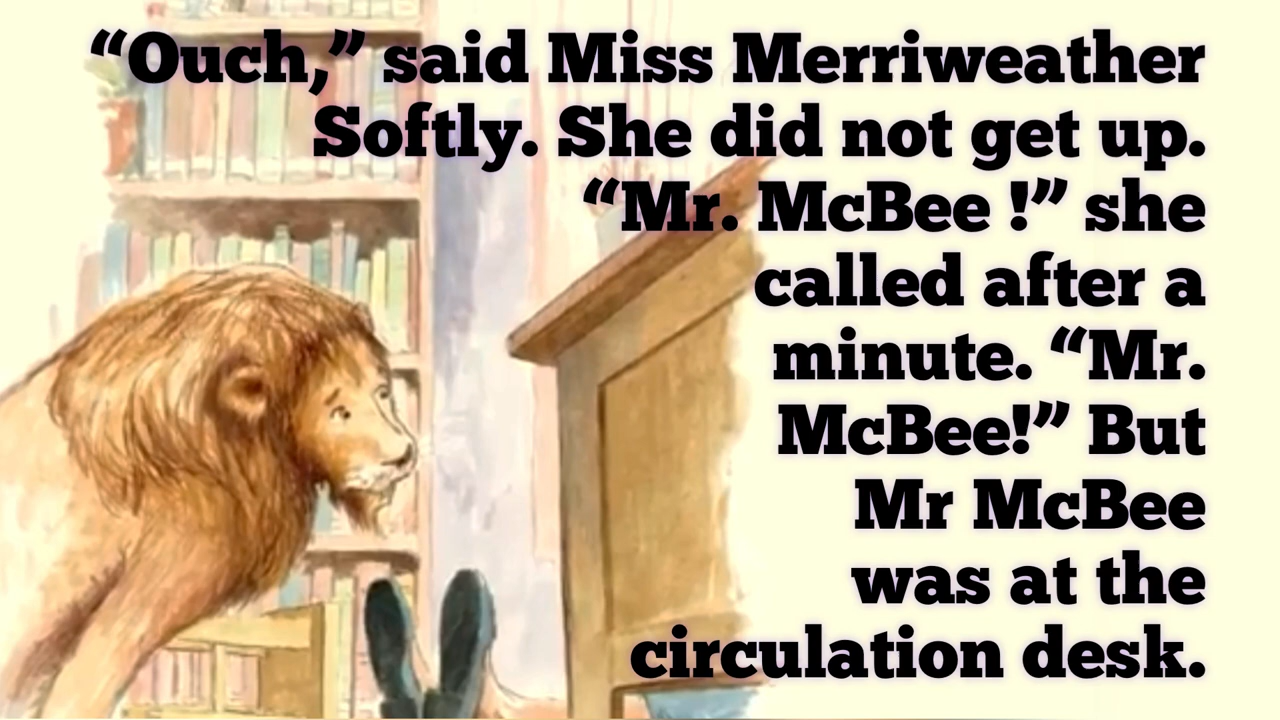 “Ouch,” said Miss Merriweather
Softly. She did not get up.
“Mr. McBee !” she
called after a
minute. “Mr.
McBee!” But
Mr McBee
was at the
circulation desk.